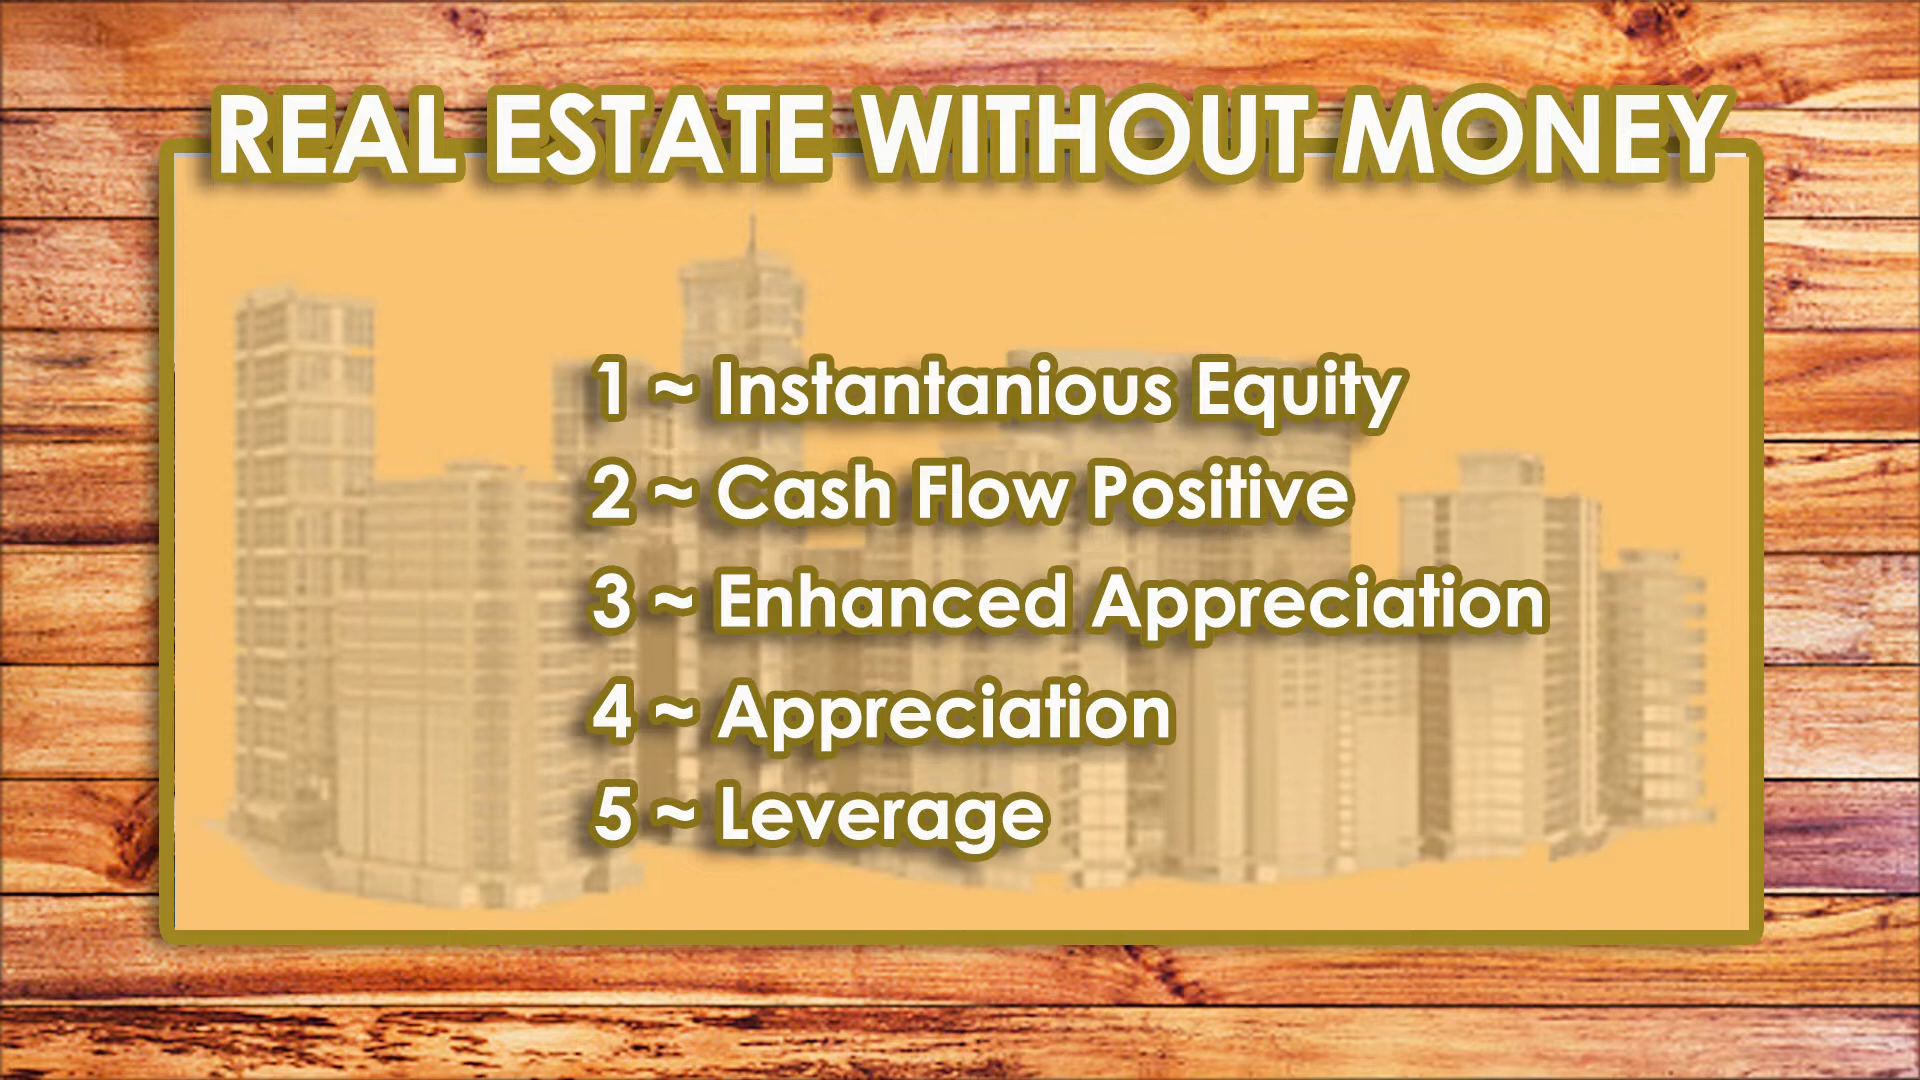 REAL ESTATE WITHOUT MONEY
1 ~ Instantanious Equity
2 ~ Cash Flow Positive
3 ~ Enhanced Appreciation
4 ~ Appreciation
5 ~ Leverage